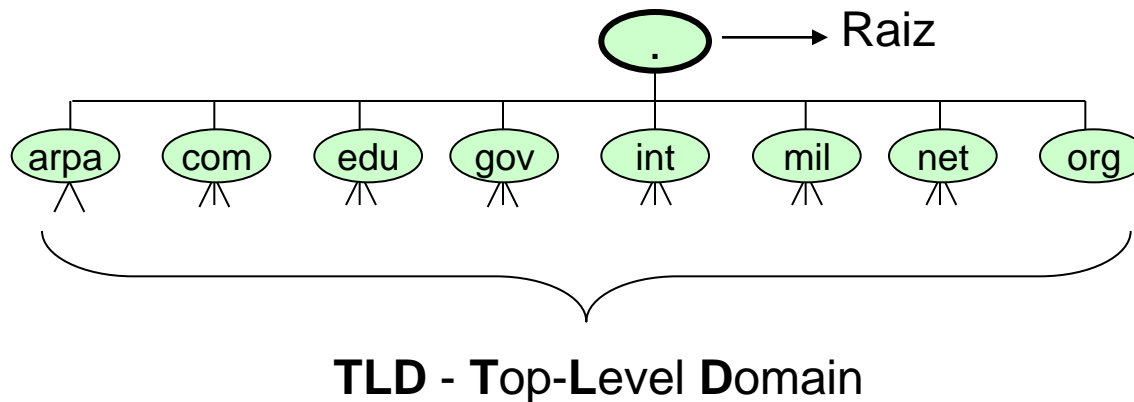 . Raiz
arpa com edu gov int mil net org
TLD - Top-Level Domain